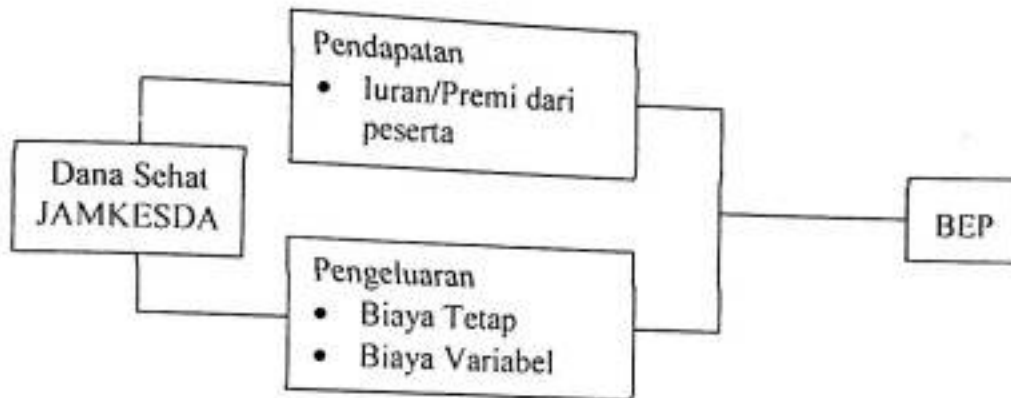 Pendapatan
• Iuran/Premi dari
peserta
Dana Sehat
JAMKESDA
BEP
Pengeluaran
• Biaya Tetap
• Biaya Variabel